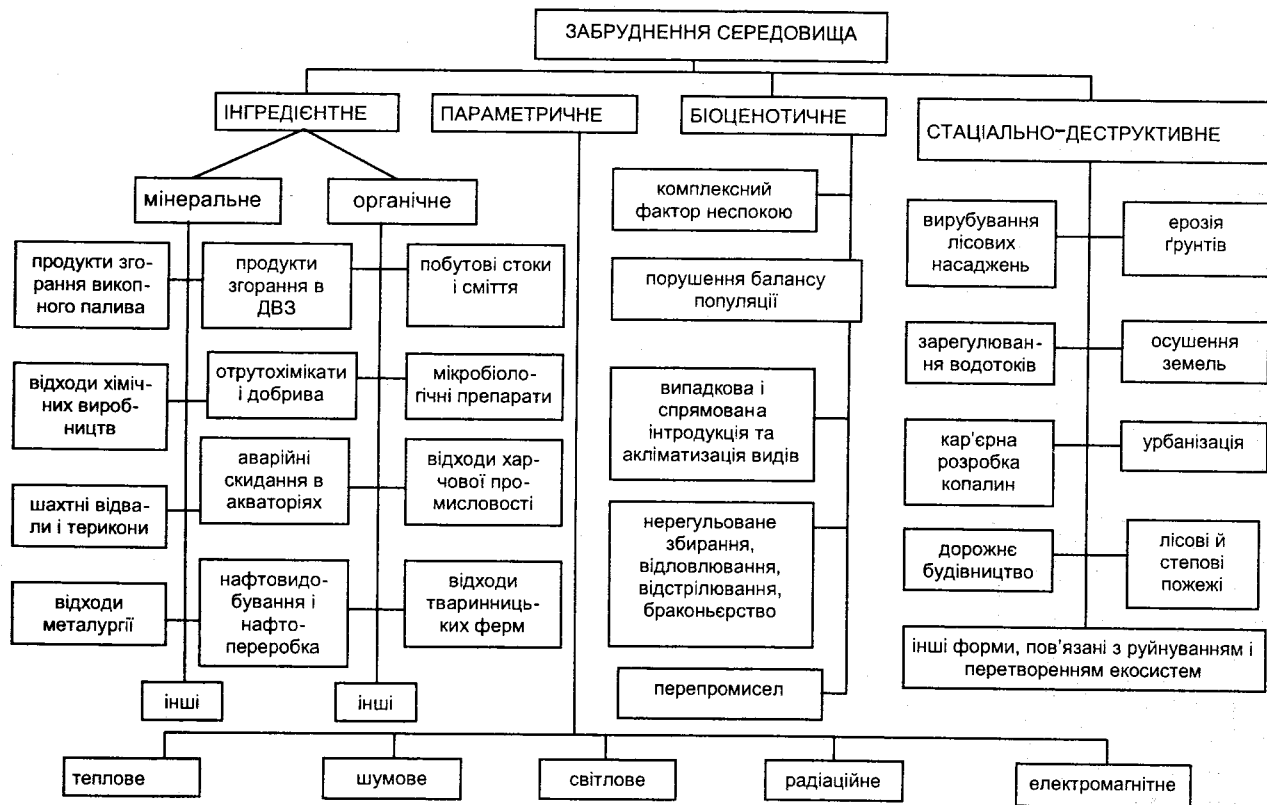 ЗАБРУДНЕННЯ СЕРЕДОВИЩА
ІНГРЕДІЄНТНЕ
ПАРАМЕТРИЧНЕ
БІОЦЕНОТИЧНЕ
СТАЦІАЛЬНО-ДЕСТРУКТИВНЕ
мінеральне
органічне
продукти зго-
рання викоп-
ного палива
відходи хіміч-
них вироб-
ництв
шахтні відва-
ли і терикони
відходи
металургії
інші
продукти
згорання в
ДВЗ
отрутохімікати
і добрива
аварійні
скидання в
акваторіях
нафтовидо-
бування і
нафто-
переробка
інші
побутові стоки
і сміття
мікробіоло-
гічні препарати
відходи хар-
чової про-
мисловості
відходи
тваринниць-
ких ферм
комплексний
фактор неспокою
порушення балансу
популяції
випадкова і
спрямована
інтродукція та
акліматизація видів
нерегульоване
збирання,
відловлювання,
відстрілювання,
браконьєрство
перепромисел
вирубування
лісових
насаджень
ерозія
ґрунтів
зарегулюван-
ня водотоків
осушення
земель
кар'єрна
розробка
копалин
урбанізація
дорожнє
будівництво
лісові й
степові
пожежі
інші форми, пов'язані з руйнуванням і
перетворенням екосистем
теплове
шумове
світлове
радіаційне
електромагнітне